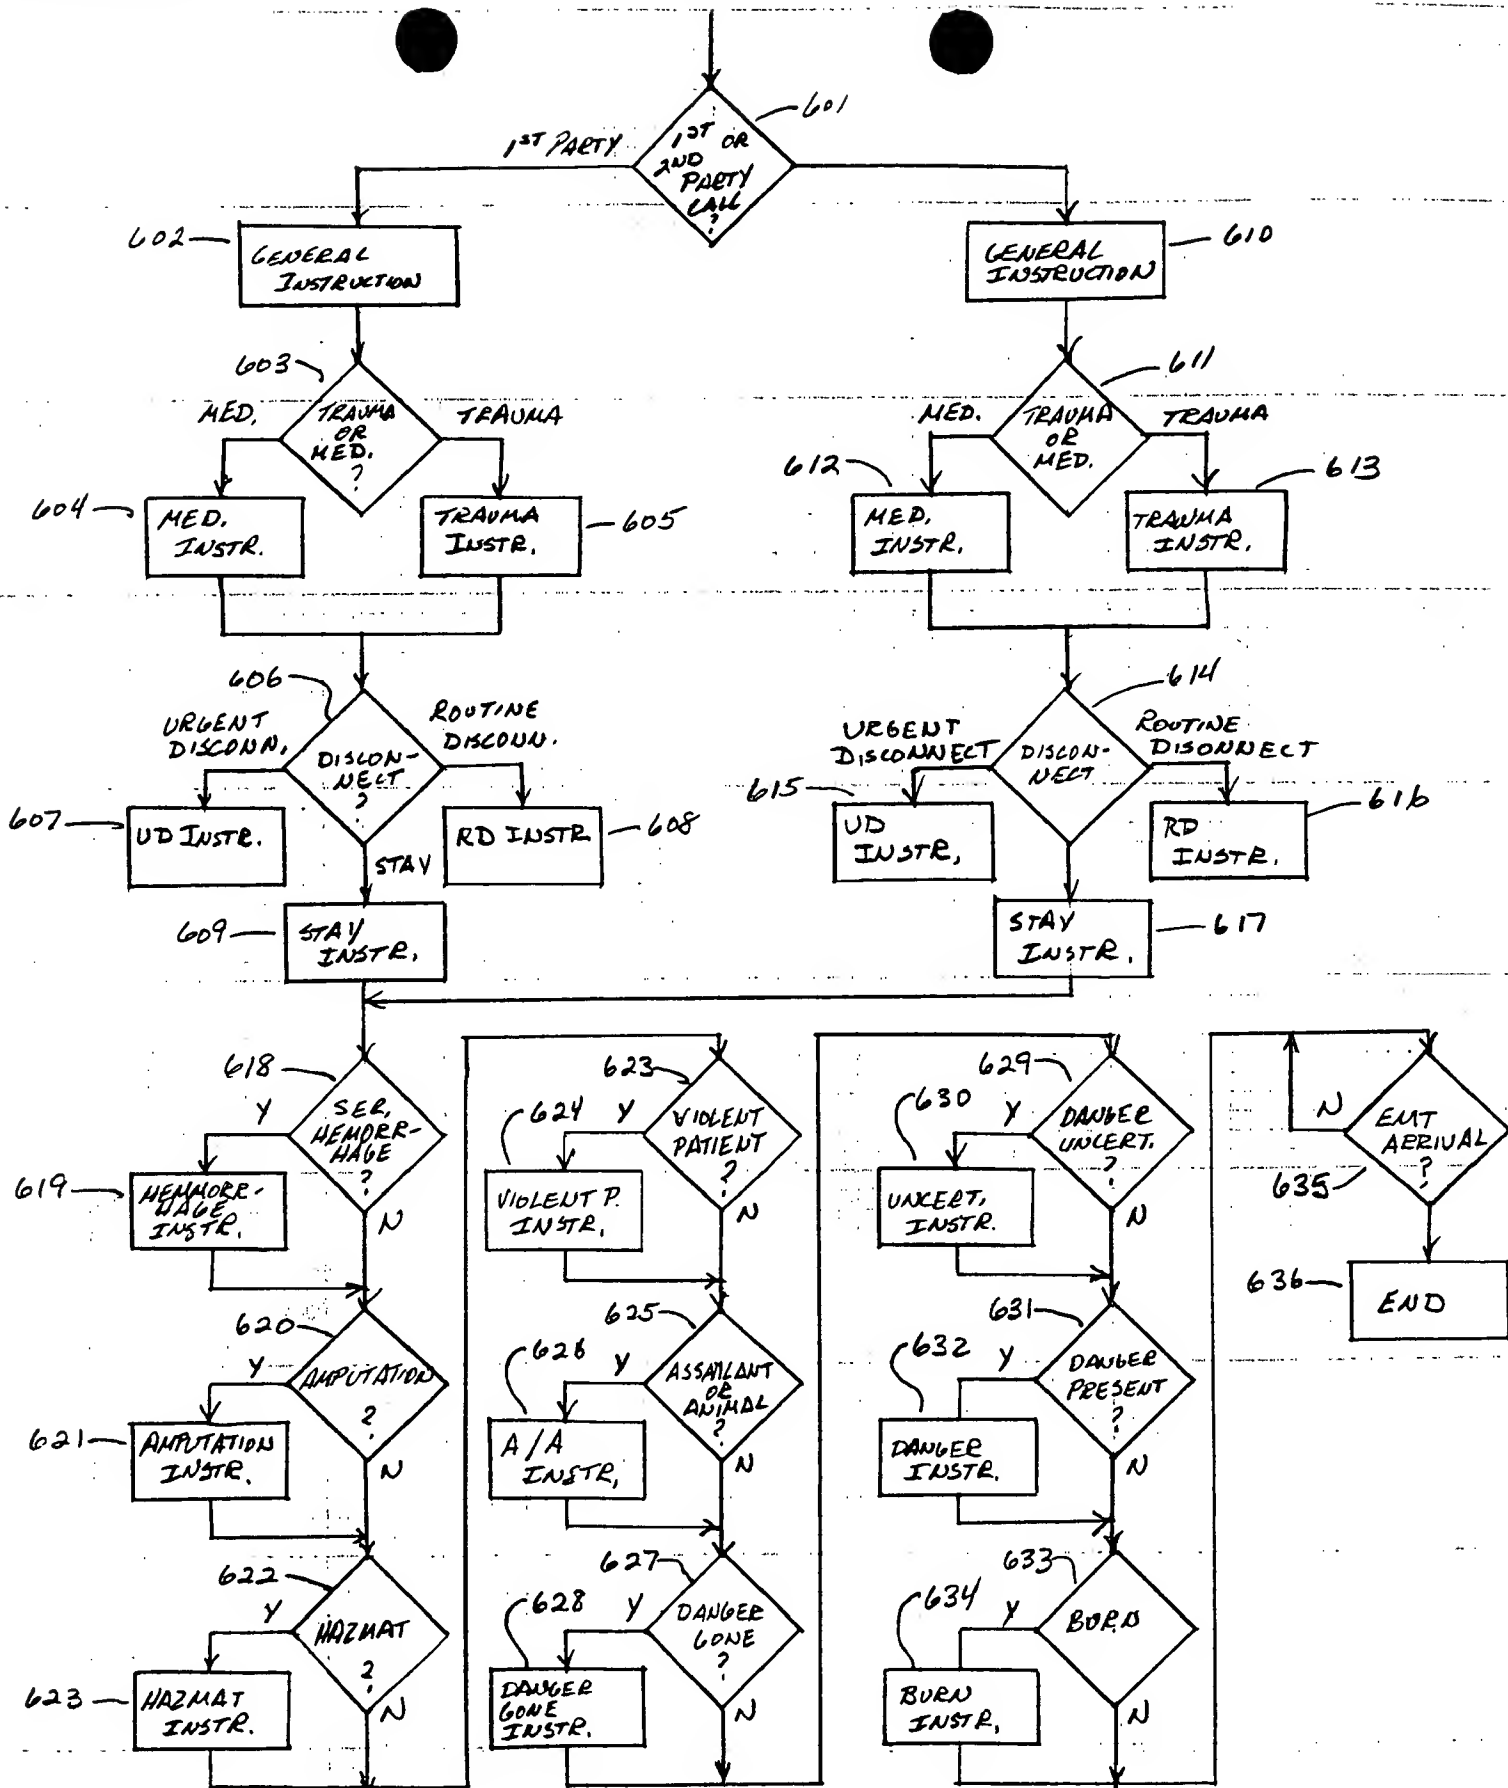 601
1ST PARTY
1ST OR
2ND
PARTY
CALL
?
602
GENERAL
INSTRUCTION
610
GENERAL
INSTRUCTION
603
MED.
TRAUMA
OR
MED.
?
TRAUMA
611
MED.
TRAUMA
OR
MED.
TRAUMA
604
MED.
INSTR.
TRAUMA
INSTR.
605
612
MED.
INSTR.
613
TRAUMA
INSTR.
606
URGENT
DISCONN.
DISCON-
NECT
?
ROUTINE
DISCONN.
614
URGENT
DISCONNECT
DISCON-
NECT
ROUTINE
DISONNECT
607
UD INSTR.
RD INSTR
608
615
UD
INSTR.
RD
INSTR.
616
STAY
609
STAY
INSTR.
STAY
INSTR.
617
618
Y
SER.
HEMORR-
HAGE
?
N
619
HEMMORR-
HAGE
INSTR.
620
Y
AMPUTATION
?
N
621
AMPUTATION
INSTR.
622
Y
HAZMAT
?
N
623
HAZMAT
INSTR.
623
624
Y
VIOLENT
PATIENT
?
N
VIOLENT P.
INSTR.
625
626
Y
ASSAILANT
OR
ANIMAL
?
N
A/A
INSTR.
627
628
Y
DANGER
GONE
?
N
DANGER
GONE
INSTR.
629
630
Y
DANGER
UNCERT.
?
N
UNCERT.
INSTR.
631
632
Y
DANGER
PRESENT
?
N
DANGER
INSTR.
633
634
Y
BURN
N
BURN
INSTR.
N
EMT
ARRIVAL
?
635
636
END